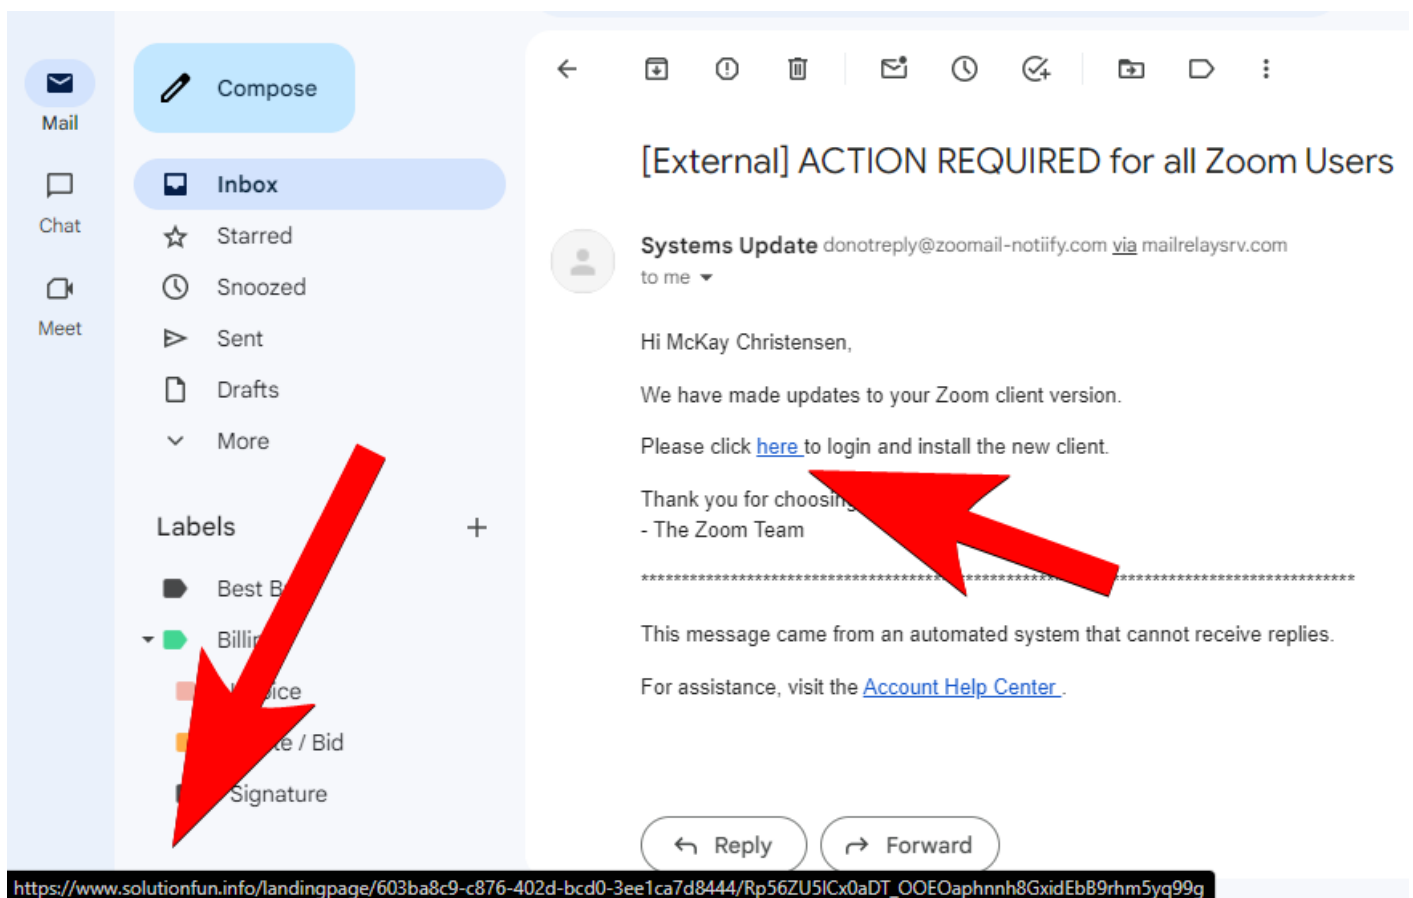 Mail
Chat
Meet
Compose
Inbox
Starred
Snoozed
Sent
Drafts
More
Labels
Best
Billin
ice
/ Bid
Signature
[External] ACTION REQUIRED for all Zoom Users
Systems Update donotreply@zoomail-notiify.com via mailrelaysrv.com
to me
Hi McKay Christensen,
We have made updates to your Zoom client version.
Please click here to login and install the new client.
Thank you for choosing
- The Zoom Team
****************************************************************************************
This message came from an automated system that cannot receive replies.
For assistance, visit the Account Help Center .
Reply
Forward
https://www.solutionfun.info/landingpage/603ba8c9-c876-402d-bcd0-3ee1ca7d8444/Rp56ZU5ICx0aDT_OOEOaphnnh8GxidEbB9rhm5yq99g